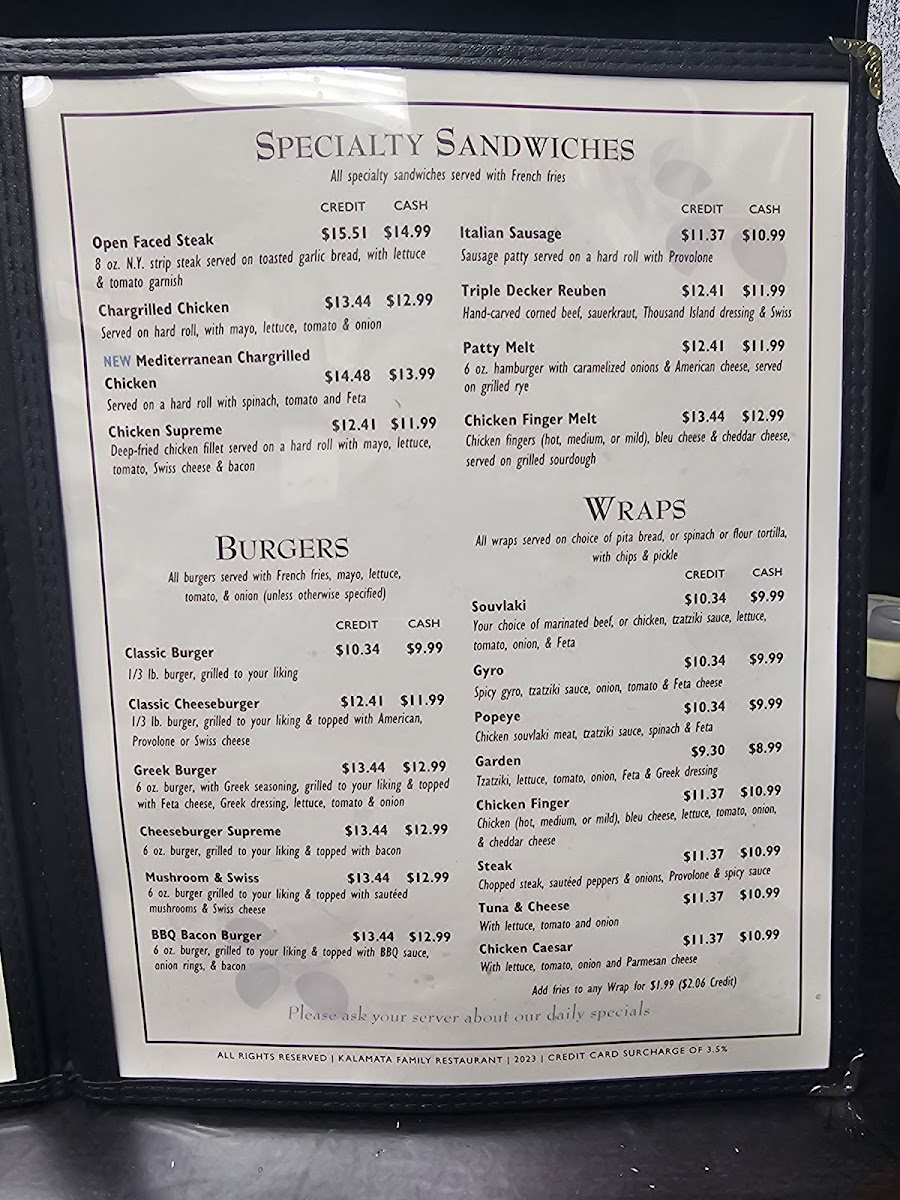 SPECIALTY SANDWICHES
All specialty sandwiches served with French fries
CREDIT CASH
Open Faced Steak $15.51 $14.99
8 oz. N.Y. strip steak served on toasted garlic bread, with lettuce
& tomato garnish
Chargrilled Chicken $13.44 $12.99
Served on hard roll, with mayo, lettuce, tomato & onion
NEW Mediterranean Chargrilled
Chicken $14.48 $13.99
Served on a hard roll with spinach, tomato and Feta
Chicken Supreme $12.41 $11.99
Deep-fried chicken fillet served on a hard roll with mayo, lettuce,
tomato, Swiss cheese & bacon
CREDIT CASH
Italian Sausage $11.37 $10.99
Sausage patty served on a hard roll with Provolone
Triple Decker Reuben $12.41 $11.99
Hand-carved corned beef, sauerkraut, Thousand Island dressing & Swiss
Patty Melt $12.41 $11.99
6 oz. hamburger with caramelized onions & American cheese, served
on grilled rye
Chicken Finger Melt $13.44 $12.99
Chicken fingers (hot, medium, or mild), bleu cheese & cheddar cheese,
served on grilled sourdough
BURGERS
All burgers served with French fries, mayo, lettuce,
tomato, & onion (unless otherwise specified)
CREDIT CASH
Classic Burger $10.34 $9.99
1/3 lb. burger, grilled to your liking
Classic Cheeseburger $12.41 $11.99
1/3 lb. burger, grilled to your liking & topped with American,
Provolone or Swiss cheese
Greek Burger $13.44 $12.99
6 oz. burger, with Greek seasoning, grilled to your liking & topped
with Feta cheese, Greek dressing, lettuce, tomato & onion
Cheeseburger Supreme $13.44 $12.99
6 oz. burger, grilled to your liking & topped with bacon
Mushroom & Swiss $13.44 $12.99
6 oz. burger grilled to your liking & topped with sautéed
mushrooms & Swiss cheese
BBQ Bacon Burger $13.44 $12.99
6 oz. burger, grilled to your liking & topped with BBQ sauce,
onion rings, & bacon
WRAPS
All wraps served on choice of pita bread, or spinach or flour tortilla,
with chips & pickle
CREDIT CASH
Souvlaki $10.34 $9.99
Your choice of marinated beef, or chicken, tzatziki sauce, lettuce,
tomato, onion, & Feta
Gyro $10.34 $9.99
Spicy gyro, tzatziki sauce, onion, tomato & Feta cheese
Popeye $10.34 $9.99
Chicken souvlaki meat, tzatziki sauce, spinach & Feta
Garden $9.30 $8.99
Tzatziki, lettuce, tomato, onion, Feta & Greek dressing
Chicken Finger $11.37 $10.99
Chicken (hot, medium, or mild), bleu cheese, lettuce, tomato, onion,
& cheddar cheese
Steak $11.37 $10.99
Chopped steak, sautéed peppers & onions, Provolone & spicy sauce
Tuna & Cheese $11.37 $10.99
With lettuce, tomato and onion
Chicken Caesar $11.37 $10.99
With lettuce, tomato, onion and Parmesan cheese
Add fries to any Wrap for $1.99 ($2.06 Credit)
Please ask your server about our daily specials
ALL RIGHTS RESERVED | KALAMATA FAMILY RESTAURANT | 2023 | CREDIT CARD SURCHARGE OF 3.5%